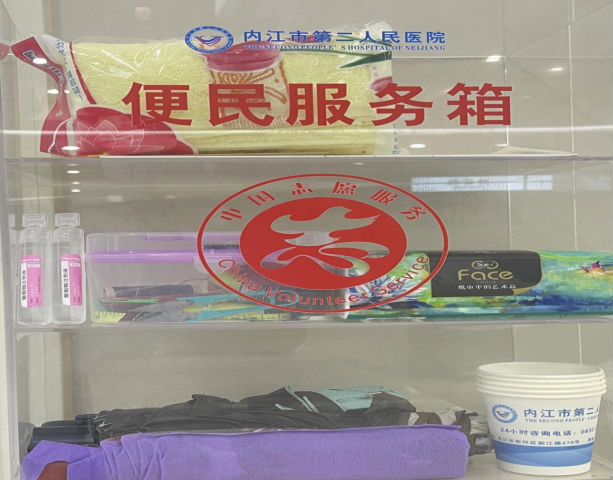 内江市第二人民医院
THE SECOND PEOPLE'S HOSPITAL OF NEIJIANG
便民服务箱
中国志愿服务
China Volunteer Service
Face
纸巾中的艺术品
内江市第二人
THE SECOND PEOPLE'S
24小时咨询电话：0832-